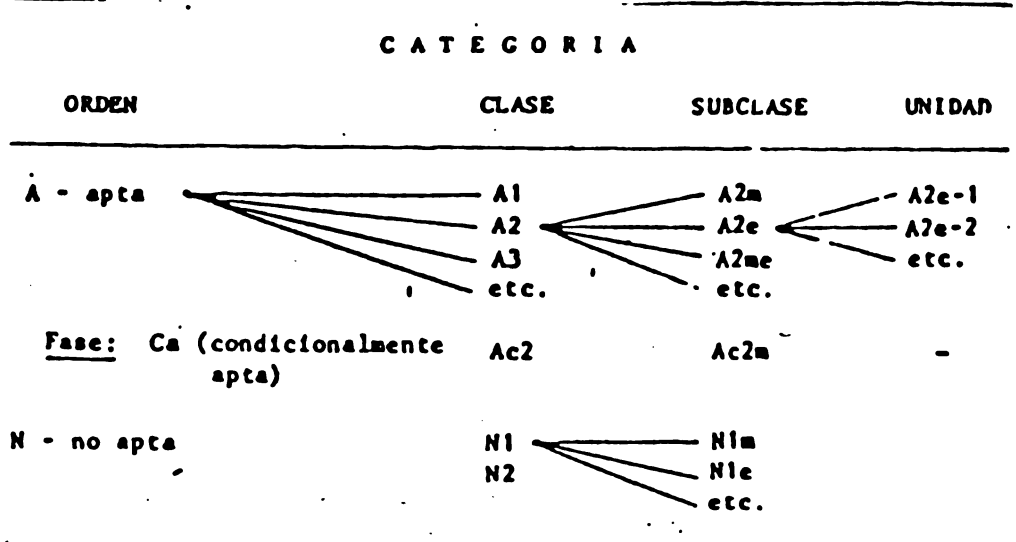 CATEGORIA
ORDEN CLASE SUBCLASE UNIDAD
A - apta A1 A2m A2e-1
A2 A2e A2e-2
A3 A2me etc.
etc. etc.
Fase: Ca (condicionalmente Ac2 Ac2m -
apta)
N - no apta N1 N1m
N2 N1e
etc.